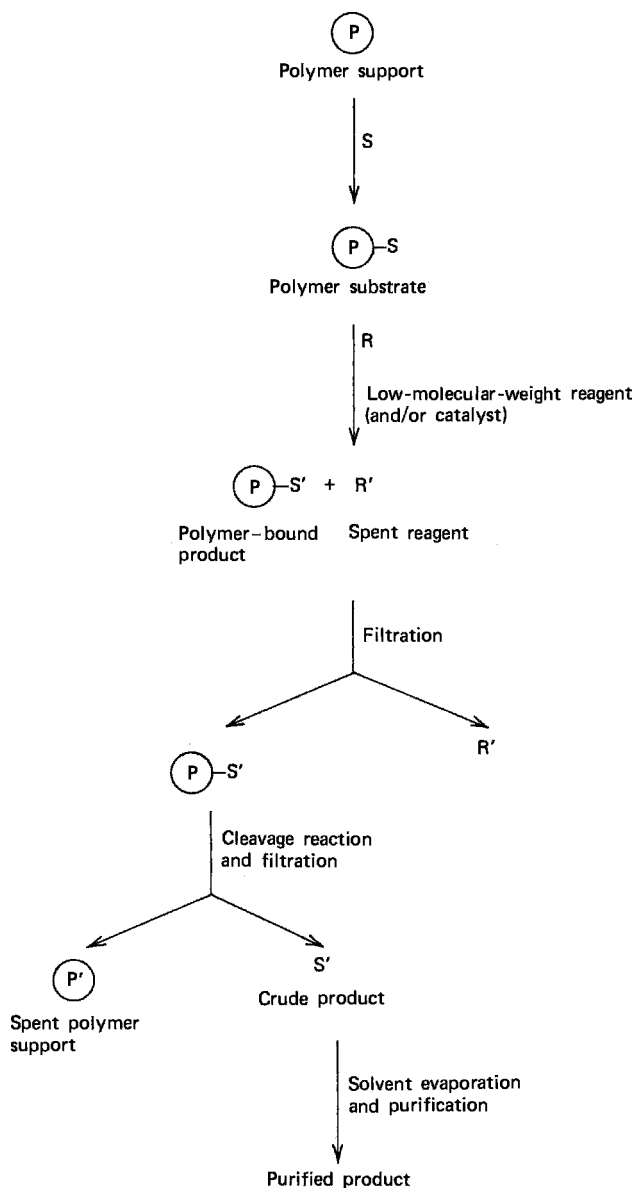 P
Polymer support
S
P–S
Polymer substrate
R
Low-molecular-weight reagent
(and/or catalyst)
P–S′ + R′
Polymer–bound Spent reagent
product
Filtration
R′
P–S′
Cleavage reaction
and filtration
P′
S′
Spent polymer
support
Crude product
Solvent evaporation
and purification
Purified product